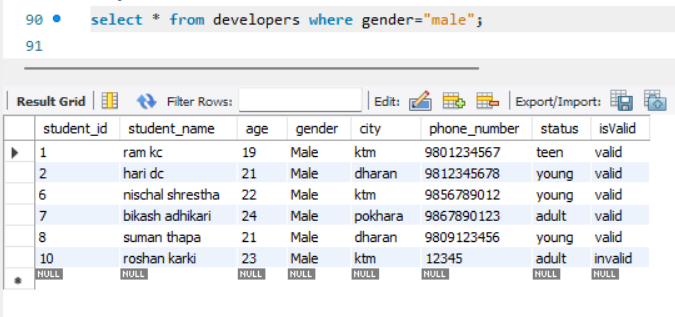 90 select * from developers where gender="male";
91
Result Grid Filter Rows: Edit: Export/Import:
student_id student_name age gender city phone_number status isValid
1 ram kc 19 Male ktm 9801234567 teen valid
2 hari dc 21 Male dharan 9812345678 young valid
6 nischal shrestha 22 Male ktm 9856789012 young valid
7 bikash adhikari 24 Male pokhara 9867890123 adult valid
8 suman thapa 21 Male dharan 9809123456 young valid
10 roshan karki 23 Male ktm 12345 adult invalid
NULL NULL NULL NULL NULL NULL NULL NULL